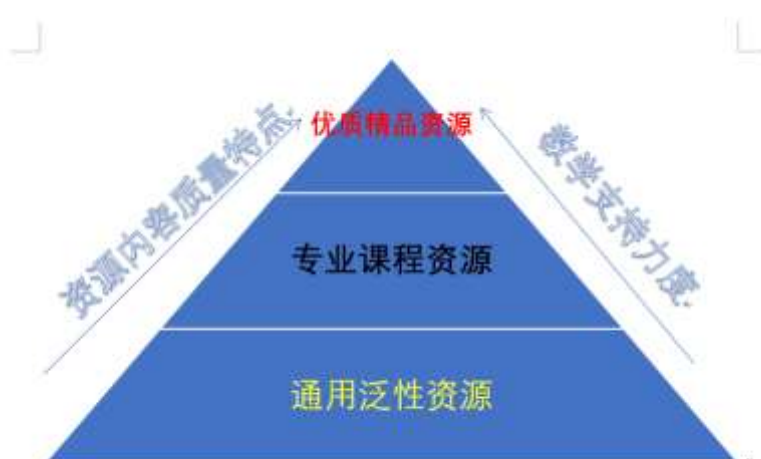 优质精品资源
资源内容质量特点
教学支持力度
专业课程资源
通用泛性资源